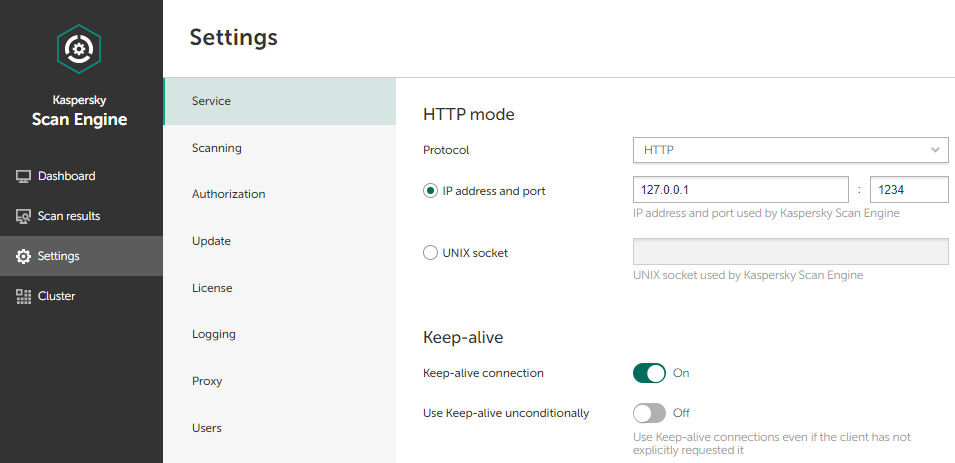 Kaspersky
Scan Engine
Dashboard
Scan results
Settings
Cluster
Settings
Service
Scanning
Authorization
Update
License
Logging
Proxy
Users
HTTP mode
Protocol HTTP
IP address and port 127.0.0.1 : 1234
IP address and port used by Kaspersky Scan Engine
UNIX socket
UNIX socket used by Kaspersky Scan Engine
Keep-alive
Keep-alive connection On
Use Keep-alive unconditionally Off
Use Keep-alive connections even if the client has not
explicitly requested it